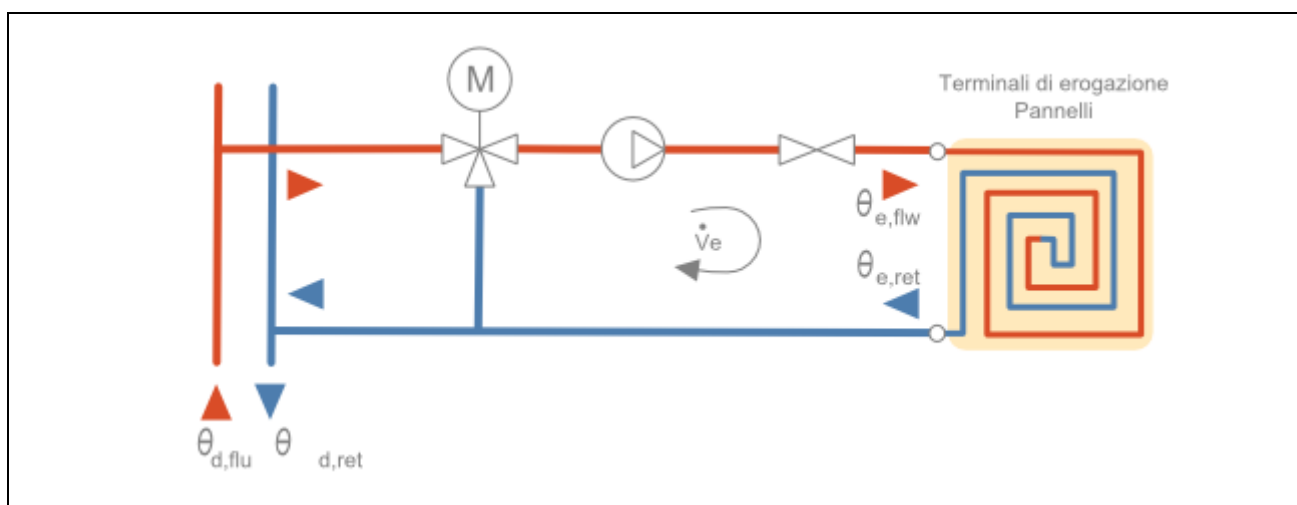 M
Terminali di erogazione
Pannelli
θe,flw
V̇e
θe,ret
θd,flu θ d,ret